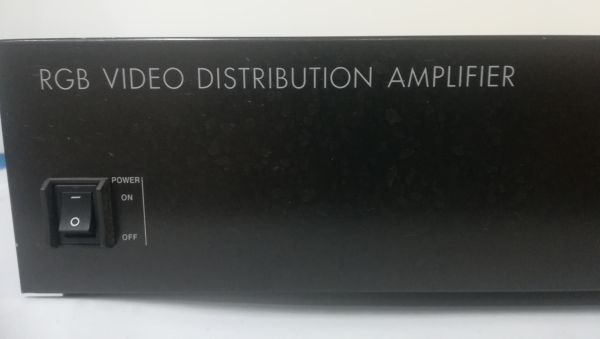 RGB VIDEO DISTRIBUTION AMPLIFIER
POWER
ON
OFF